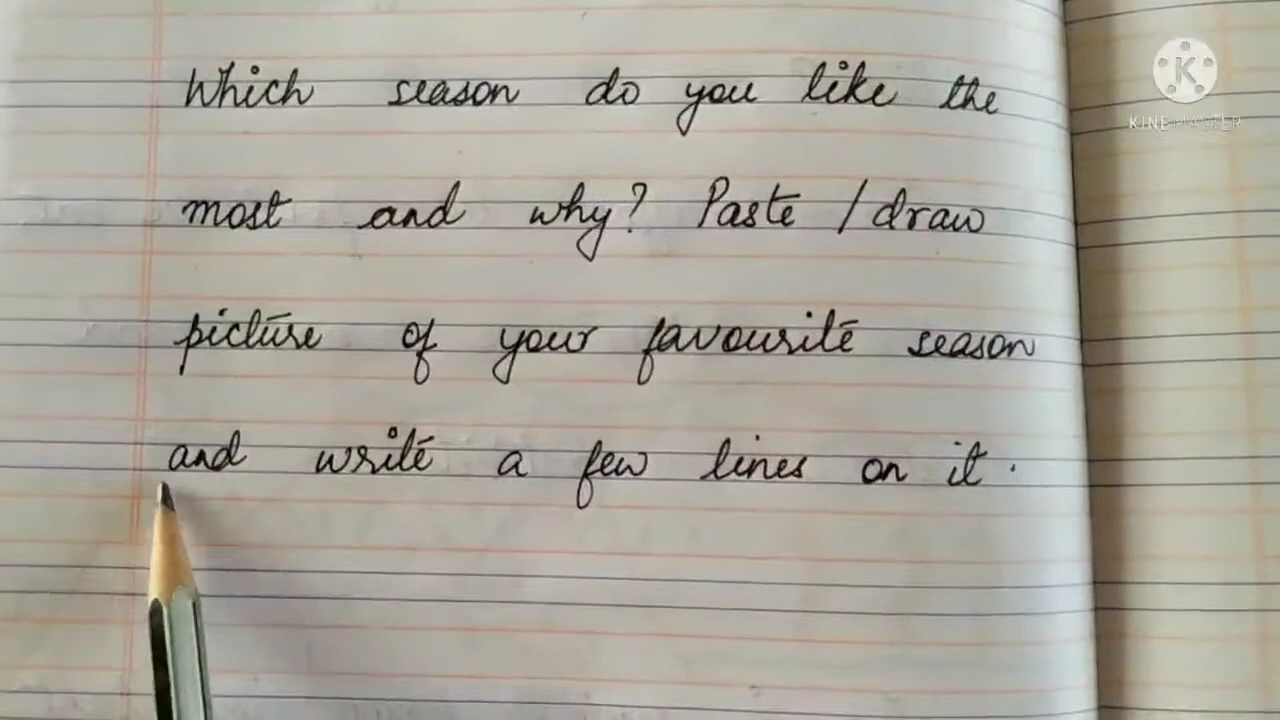 Which season do you like the
most and why? Paste / draw
picture of your favourite season
and write a few lines on it.
K
KINEMASTER